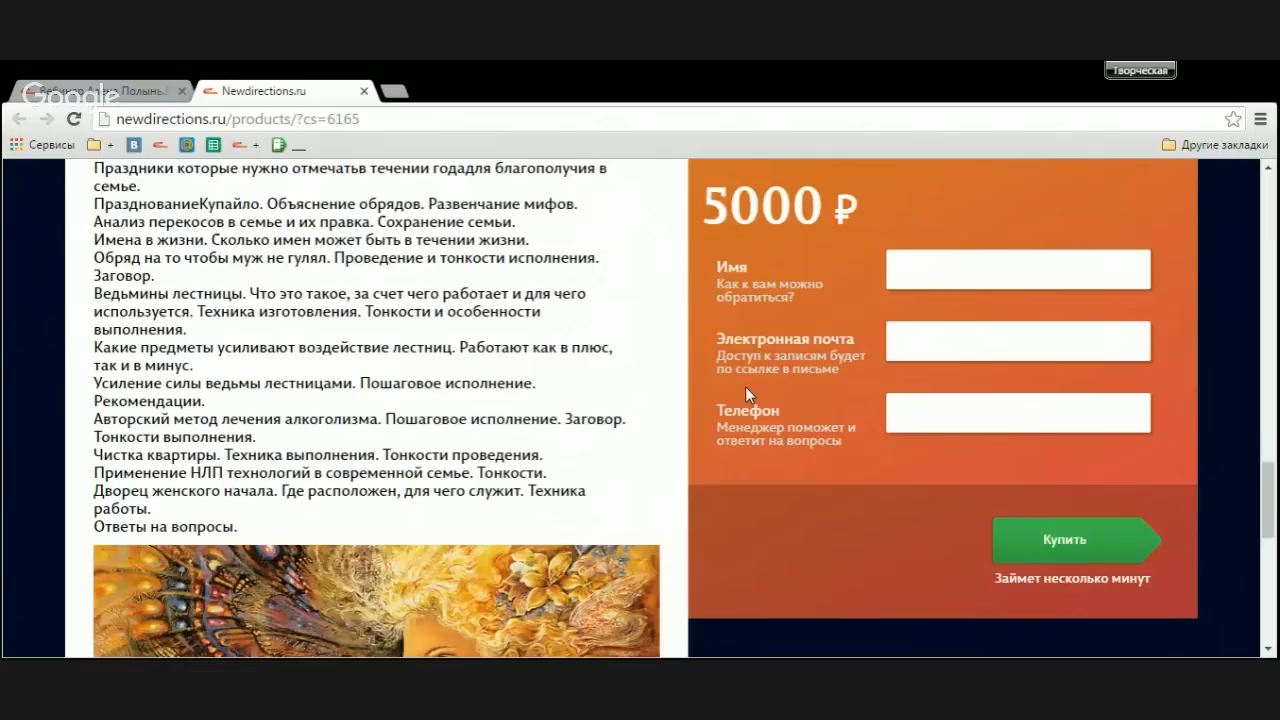 Творческая
Google
Вебинар Алена Полынь
Newdirections.ru
newdirections.ru/products/?cs=6165
Сервисы
Другие закладки
Праздники которые нужно отмечатьв течении годадля благополучия в
семье.
ПразднованиеКупайло. Объяснение обрядов. Развенчание мифов.
Анализ перекосов в семье и их правка. Сохранение семьи.
Имена в жизни. Сколько имен может быть в течении жизни.
Обряд на то чтобы муж не гулял. Проведение и тонкости исполнения.
Заговор.
Ведьмины лестницы. Что это такое, за счет чего работает и для чего
используется. Техника изготовления. Тонкости и особенности
выполнения.
Какие предметы усиливают воздействие лестниц. Работают как в плюс,
так и в минус.
Усиление силы ведьмы лестницами. Пошаговое исполнение.
Рекомендации.
Авторский метод лечения алкоголизма. Пошаговое исполнение. Заговор.
Тонкости выполнения.
Чистка квартиры. Техника выполнения. Тонкости проведения.
Применение НЛП технологий в современной семье. Тонкости.
Дворец женского начала. Где расположен, для чего служит. Техника
работы.
Ответы на вопросы.
5000 ₽
Имя
Как к вам можно
обратиться?
Электронная почта
Доступ к записям будет
по ссылке в письме
Телефон
Менеджер поможет и
ответит на вопросы
Купить
Займет несколько минут